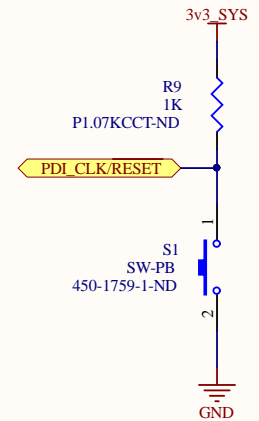 3v3_SYS
R9
1K
P1.07KCCT-ND
PDI_CLK/RESET
1
S1
SW-PB
450-1759-1-ND
2
GND